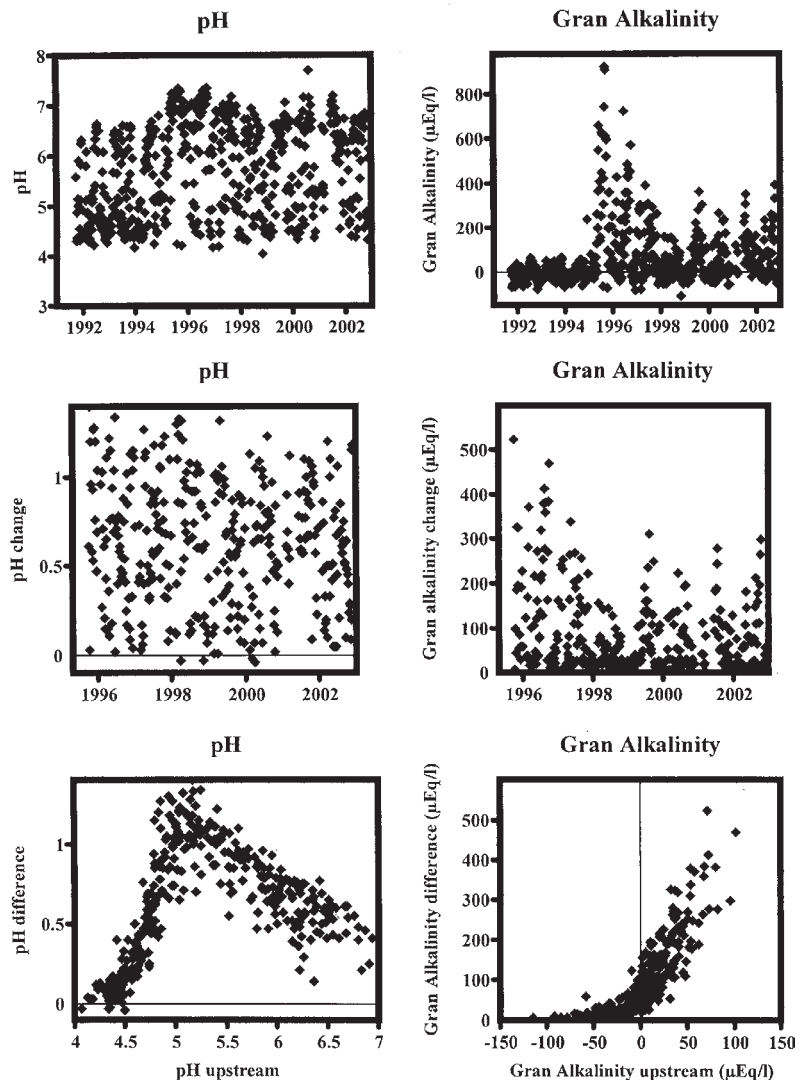 pH
8
7
6
5
4
3
pH
1992 1994 1996 1998 2000 2002
Gran Alkalinity
800
600
400
200
0
Gran Alkalinity (µEq/l)
1992 1994 1996 1998 2000 2002
pH
1
0.5
0
pH change
1996 1998 2000 2002
Gran Alkalinity
500
400
300
200
100
0
Gran alkalinity change (µEq/l)
1996 1998 2000 2002
pH
1
0.5
0
pH difference
4 4.5 5 5.5 6 6.5 7
pH upstream
Gran Alkalinity
500
400
300
200
100
0
Gran Alkalinity difference (µEq/l)
-150 -100 -50 0 50 100 150
Gran Alkalinity upstream (µEq/l)